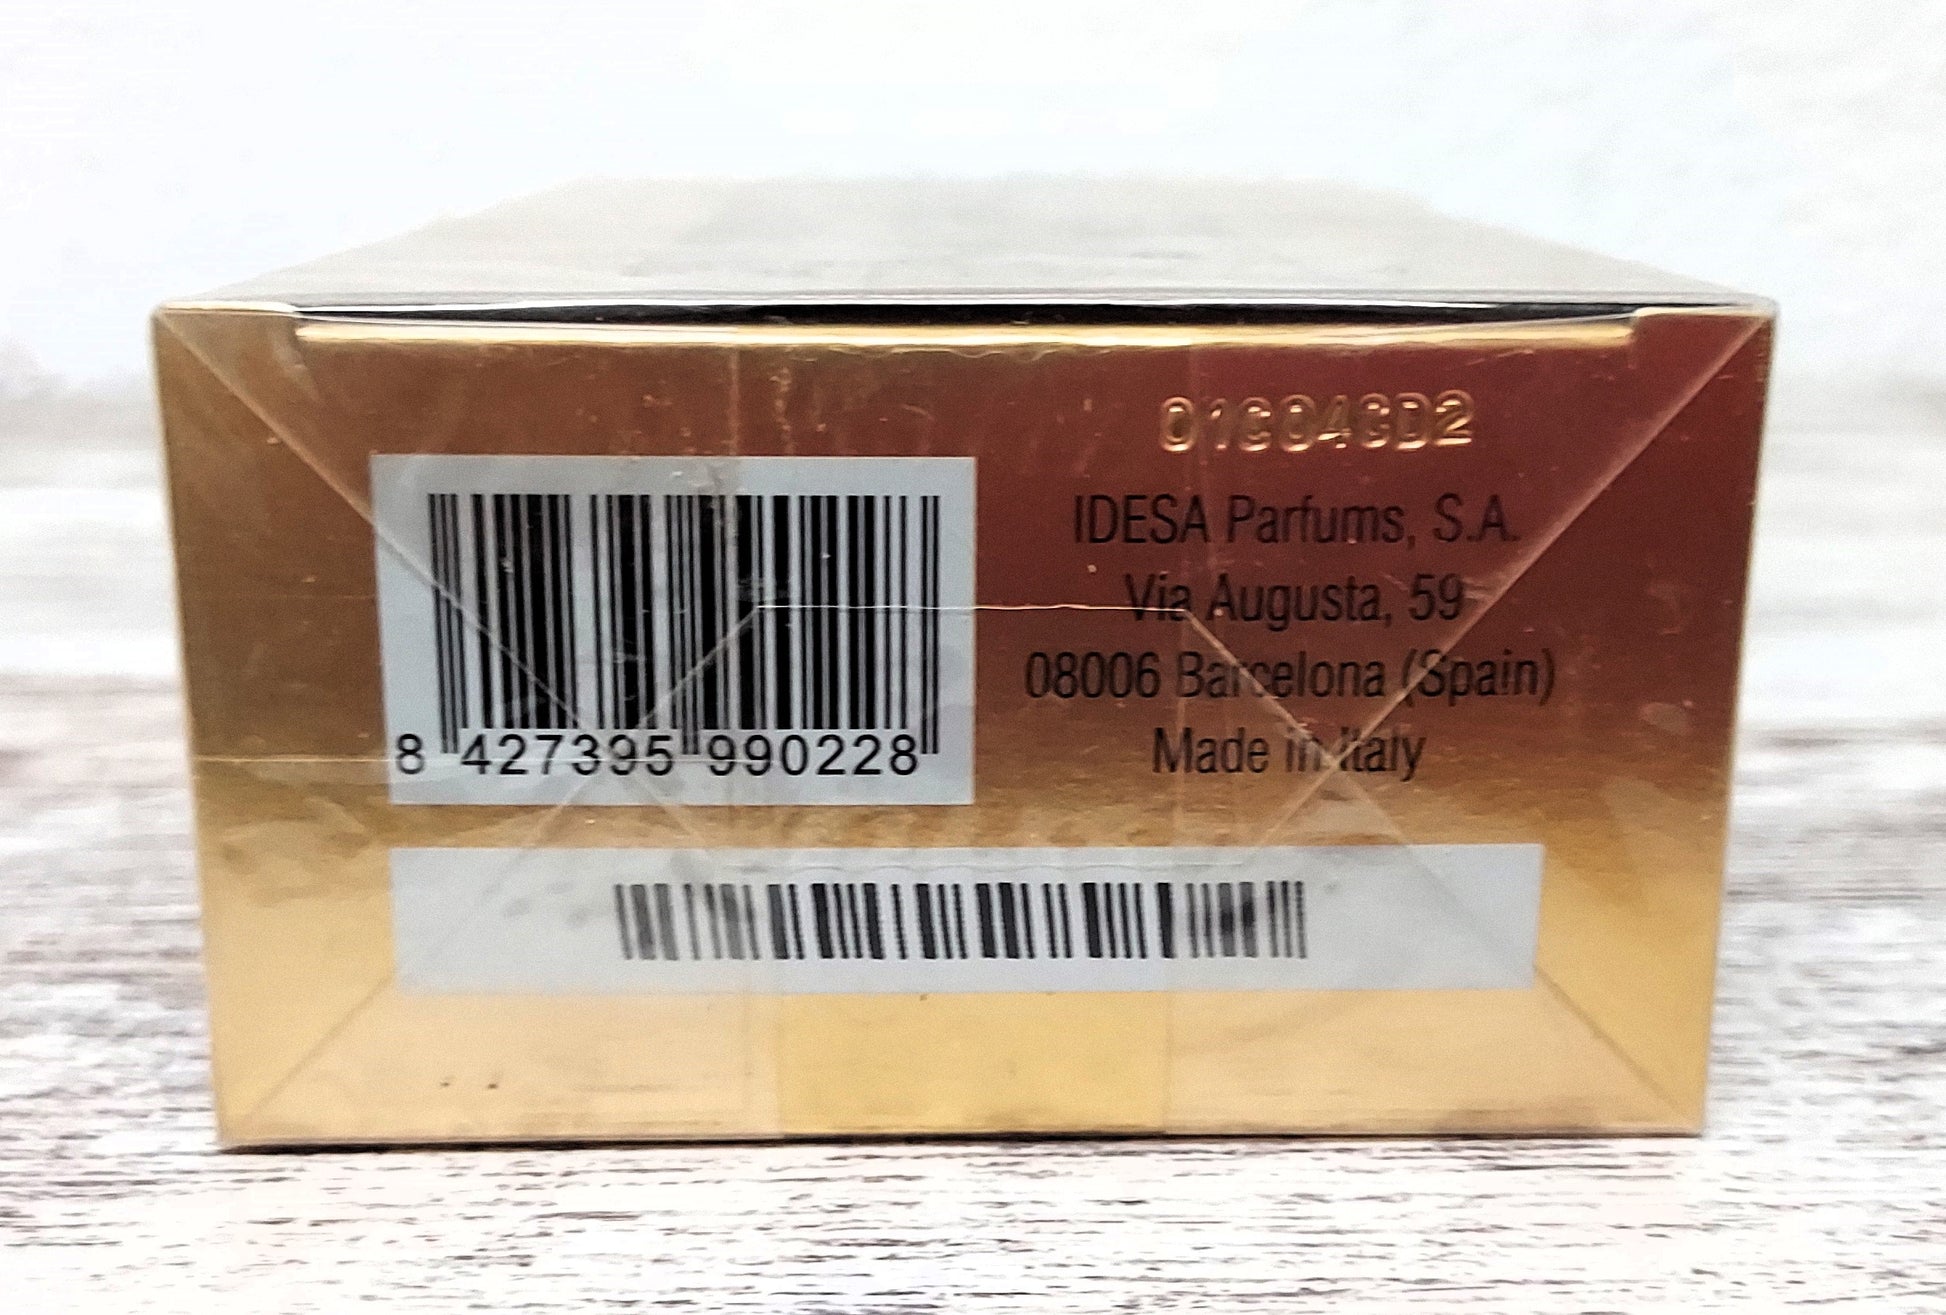 01C04CD2
IDESA Parfums, S.A.
Via Augusta, 59
08006 Barcelona (Spain)
Made in Italy
8 427395 990228